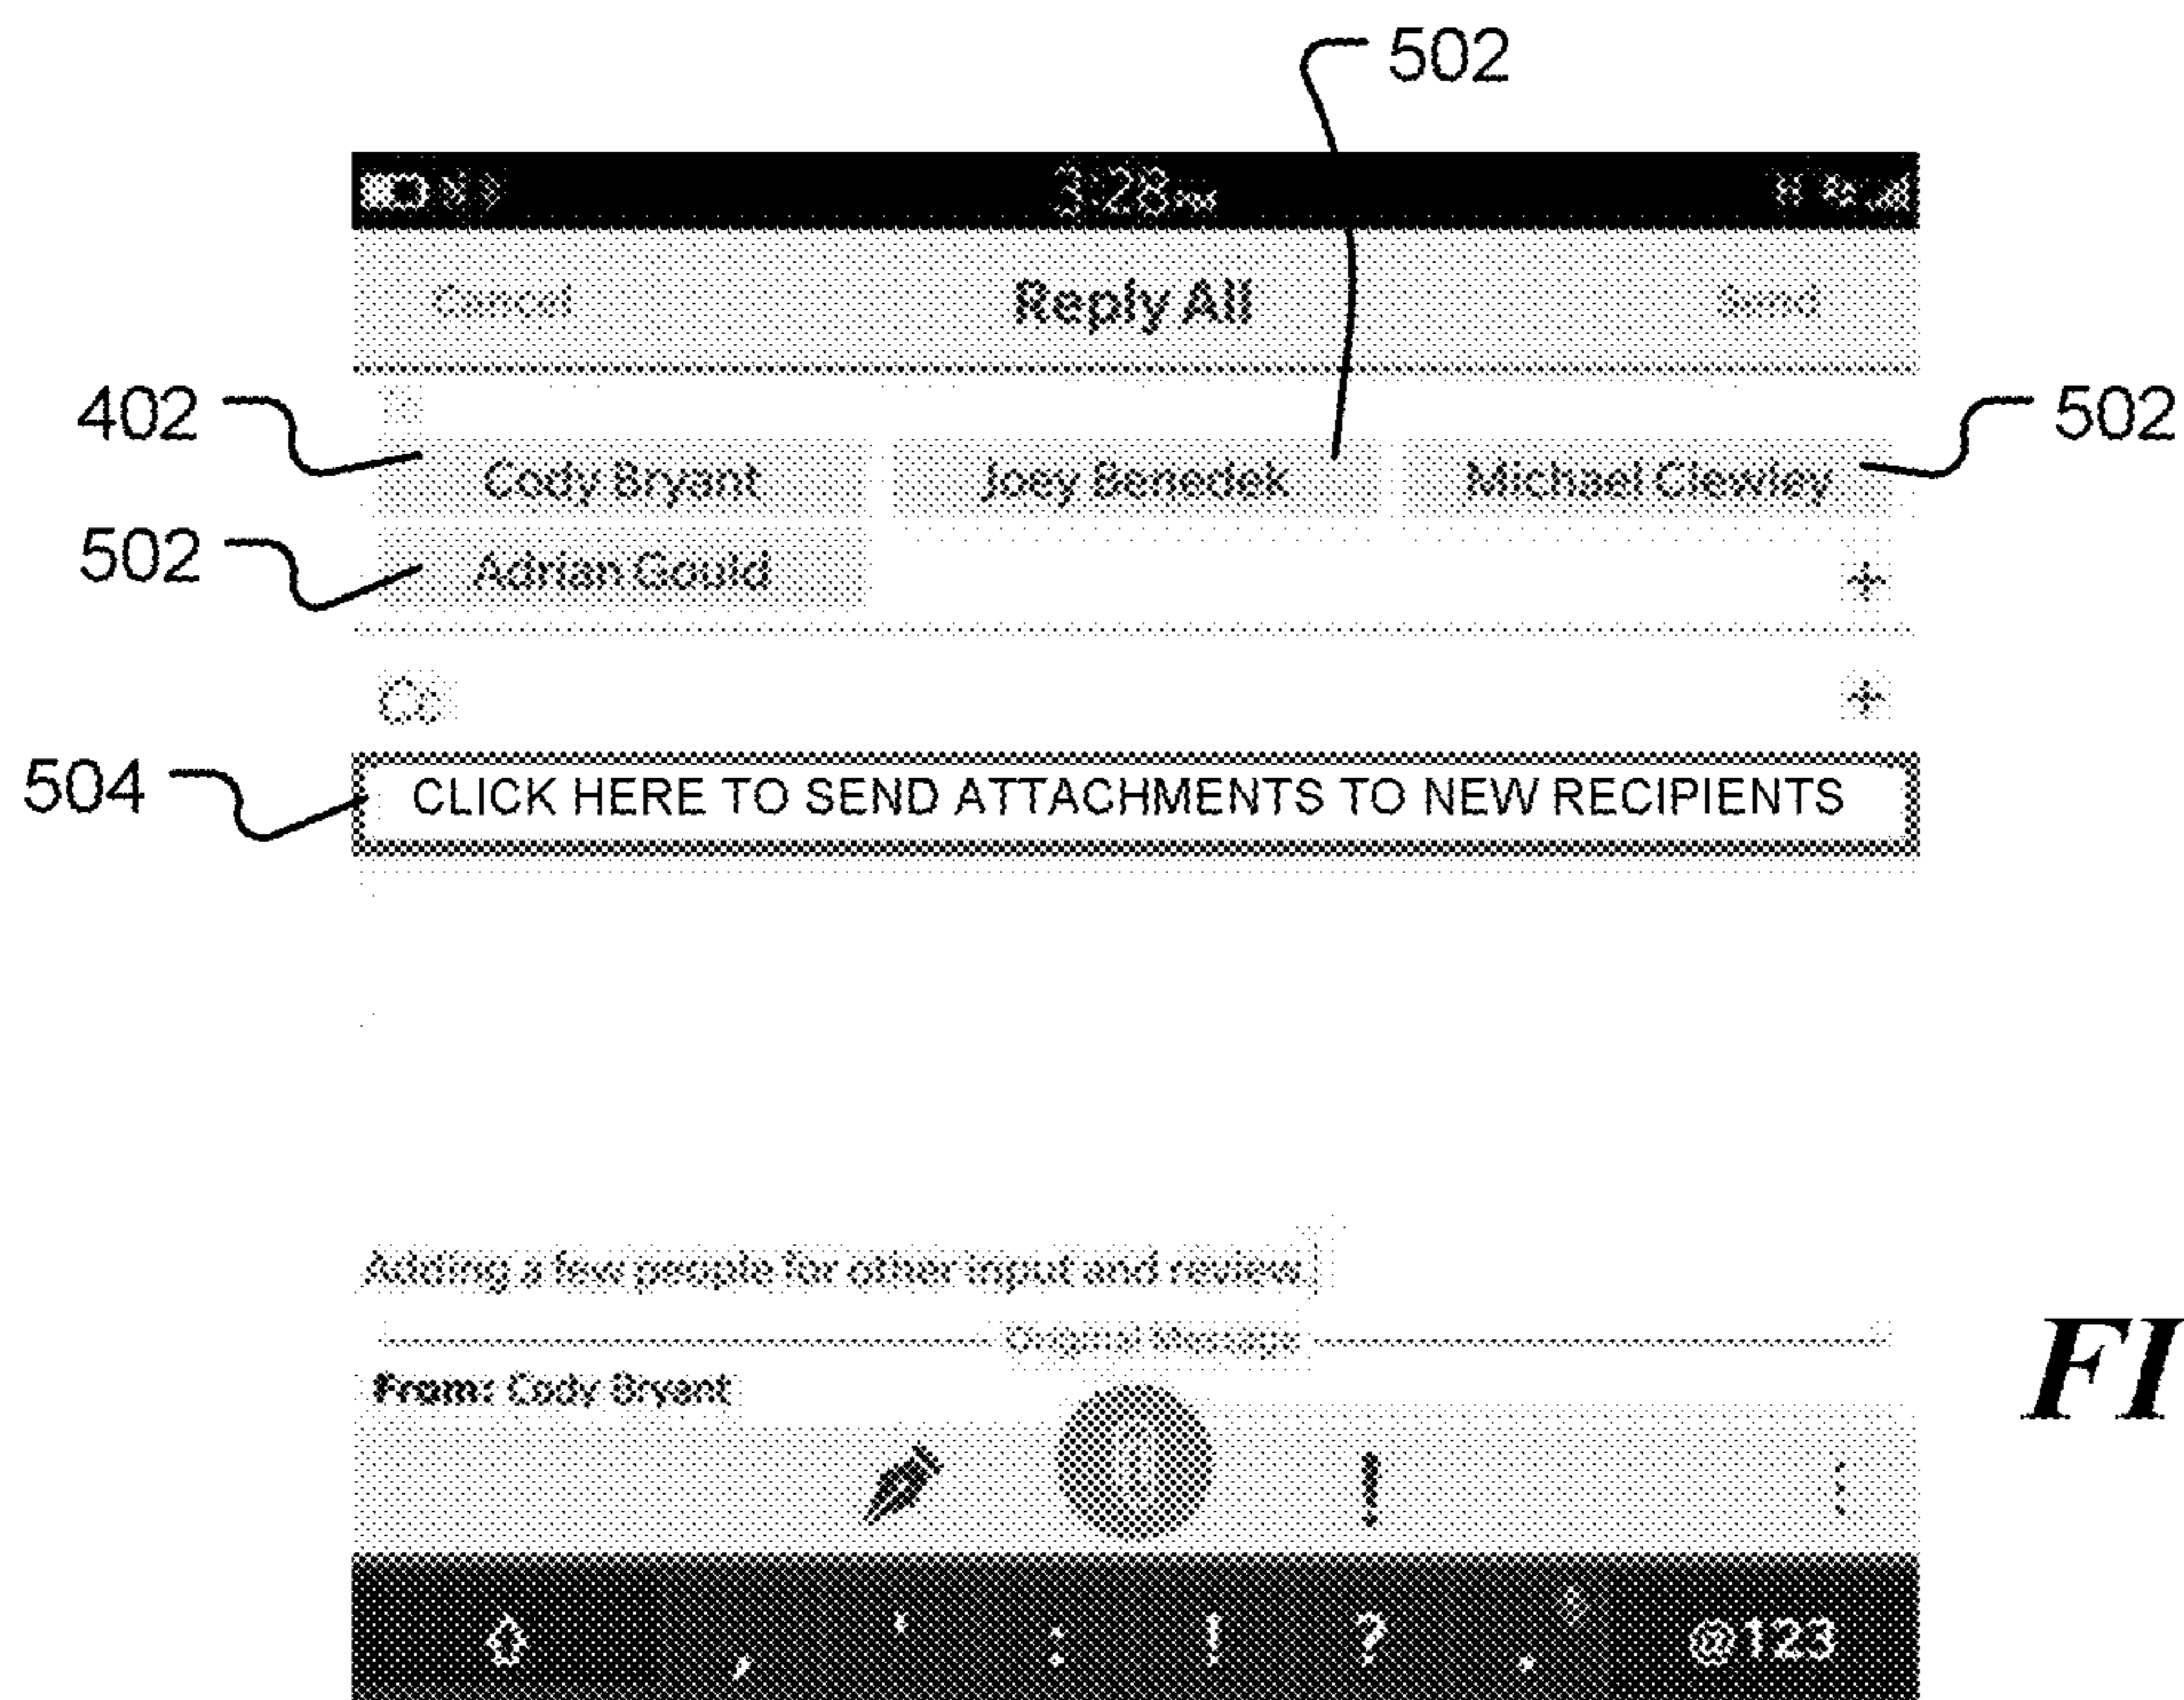 502
3:28 PM
Cancel Reply All Send
402 502
Cody Bryant Joey Benedek Michael Clewley
502 Adrian Gould +
Cc +
504 CLICK HERE TO SEND ATTACHMENTS TO NEW RECIPIENTS
Adding a few people for other input and review.
Original Message
From: Cody Bryant
FI
!
, ' : ! ? . @123